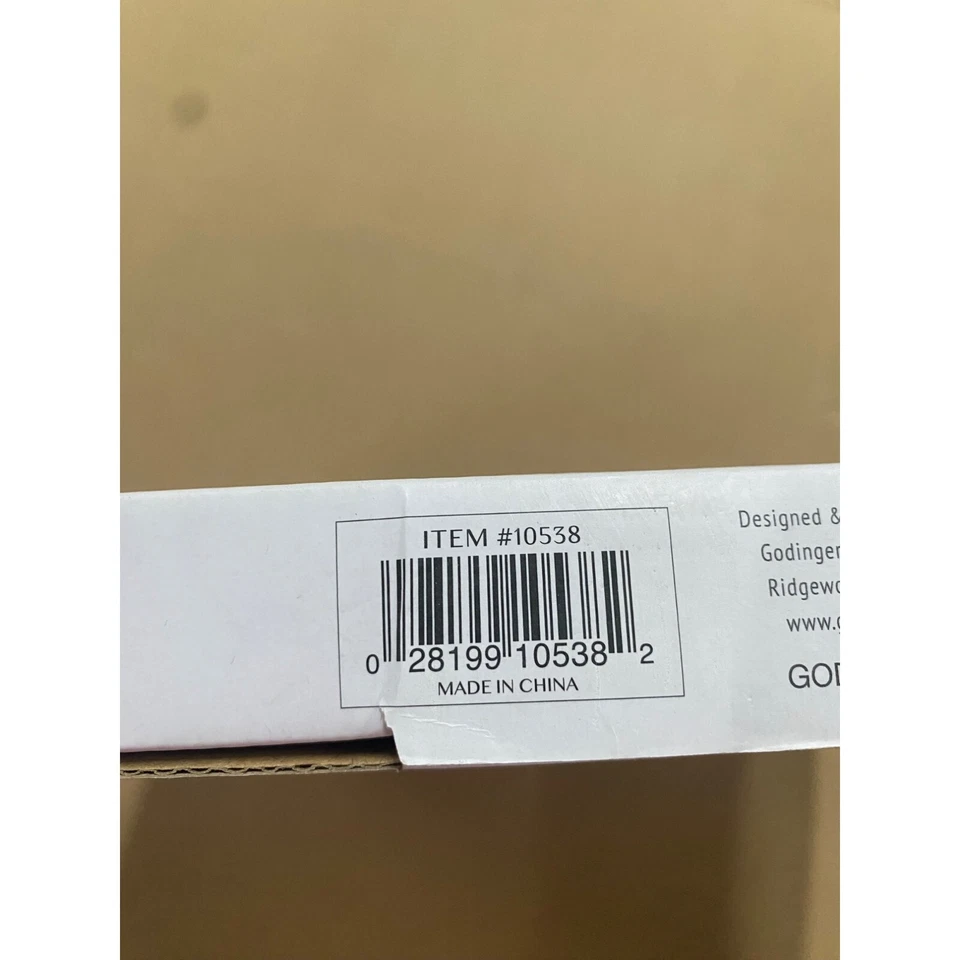 ITEM #10538
0 28199 10538 2
MADE IN CHINA
Designed &
Godinger
Ridgewo
www.g
GOD